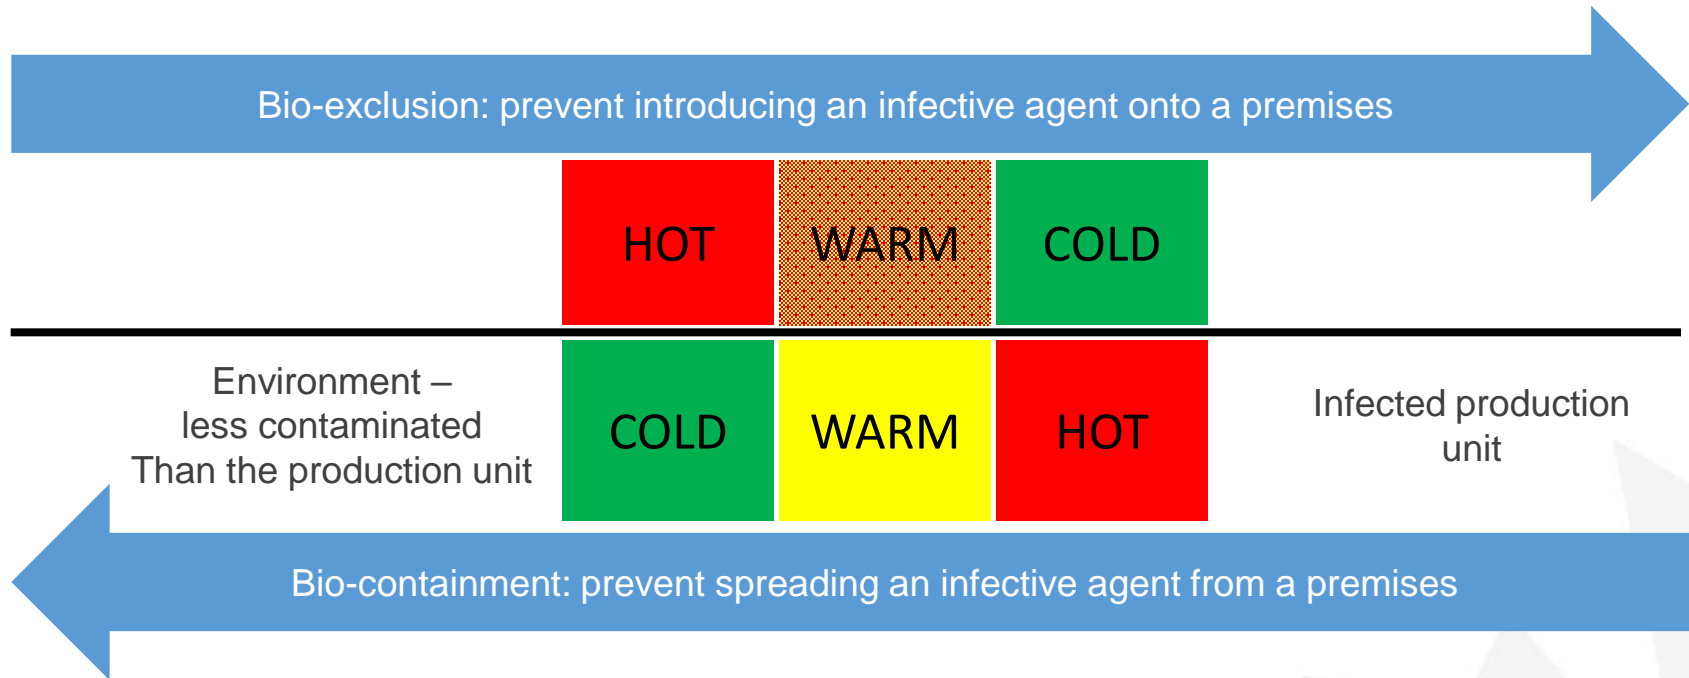 Bio-exclusion: prevent introducing an infective agent onto a premises
HOT
WARM
COLD
Environment –
less contaminated
Than the production unit
COLD
WARM
HOT
Infected production
unit
Bio-containment: prevent spreading an infective agent from a premises